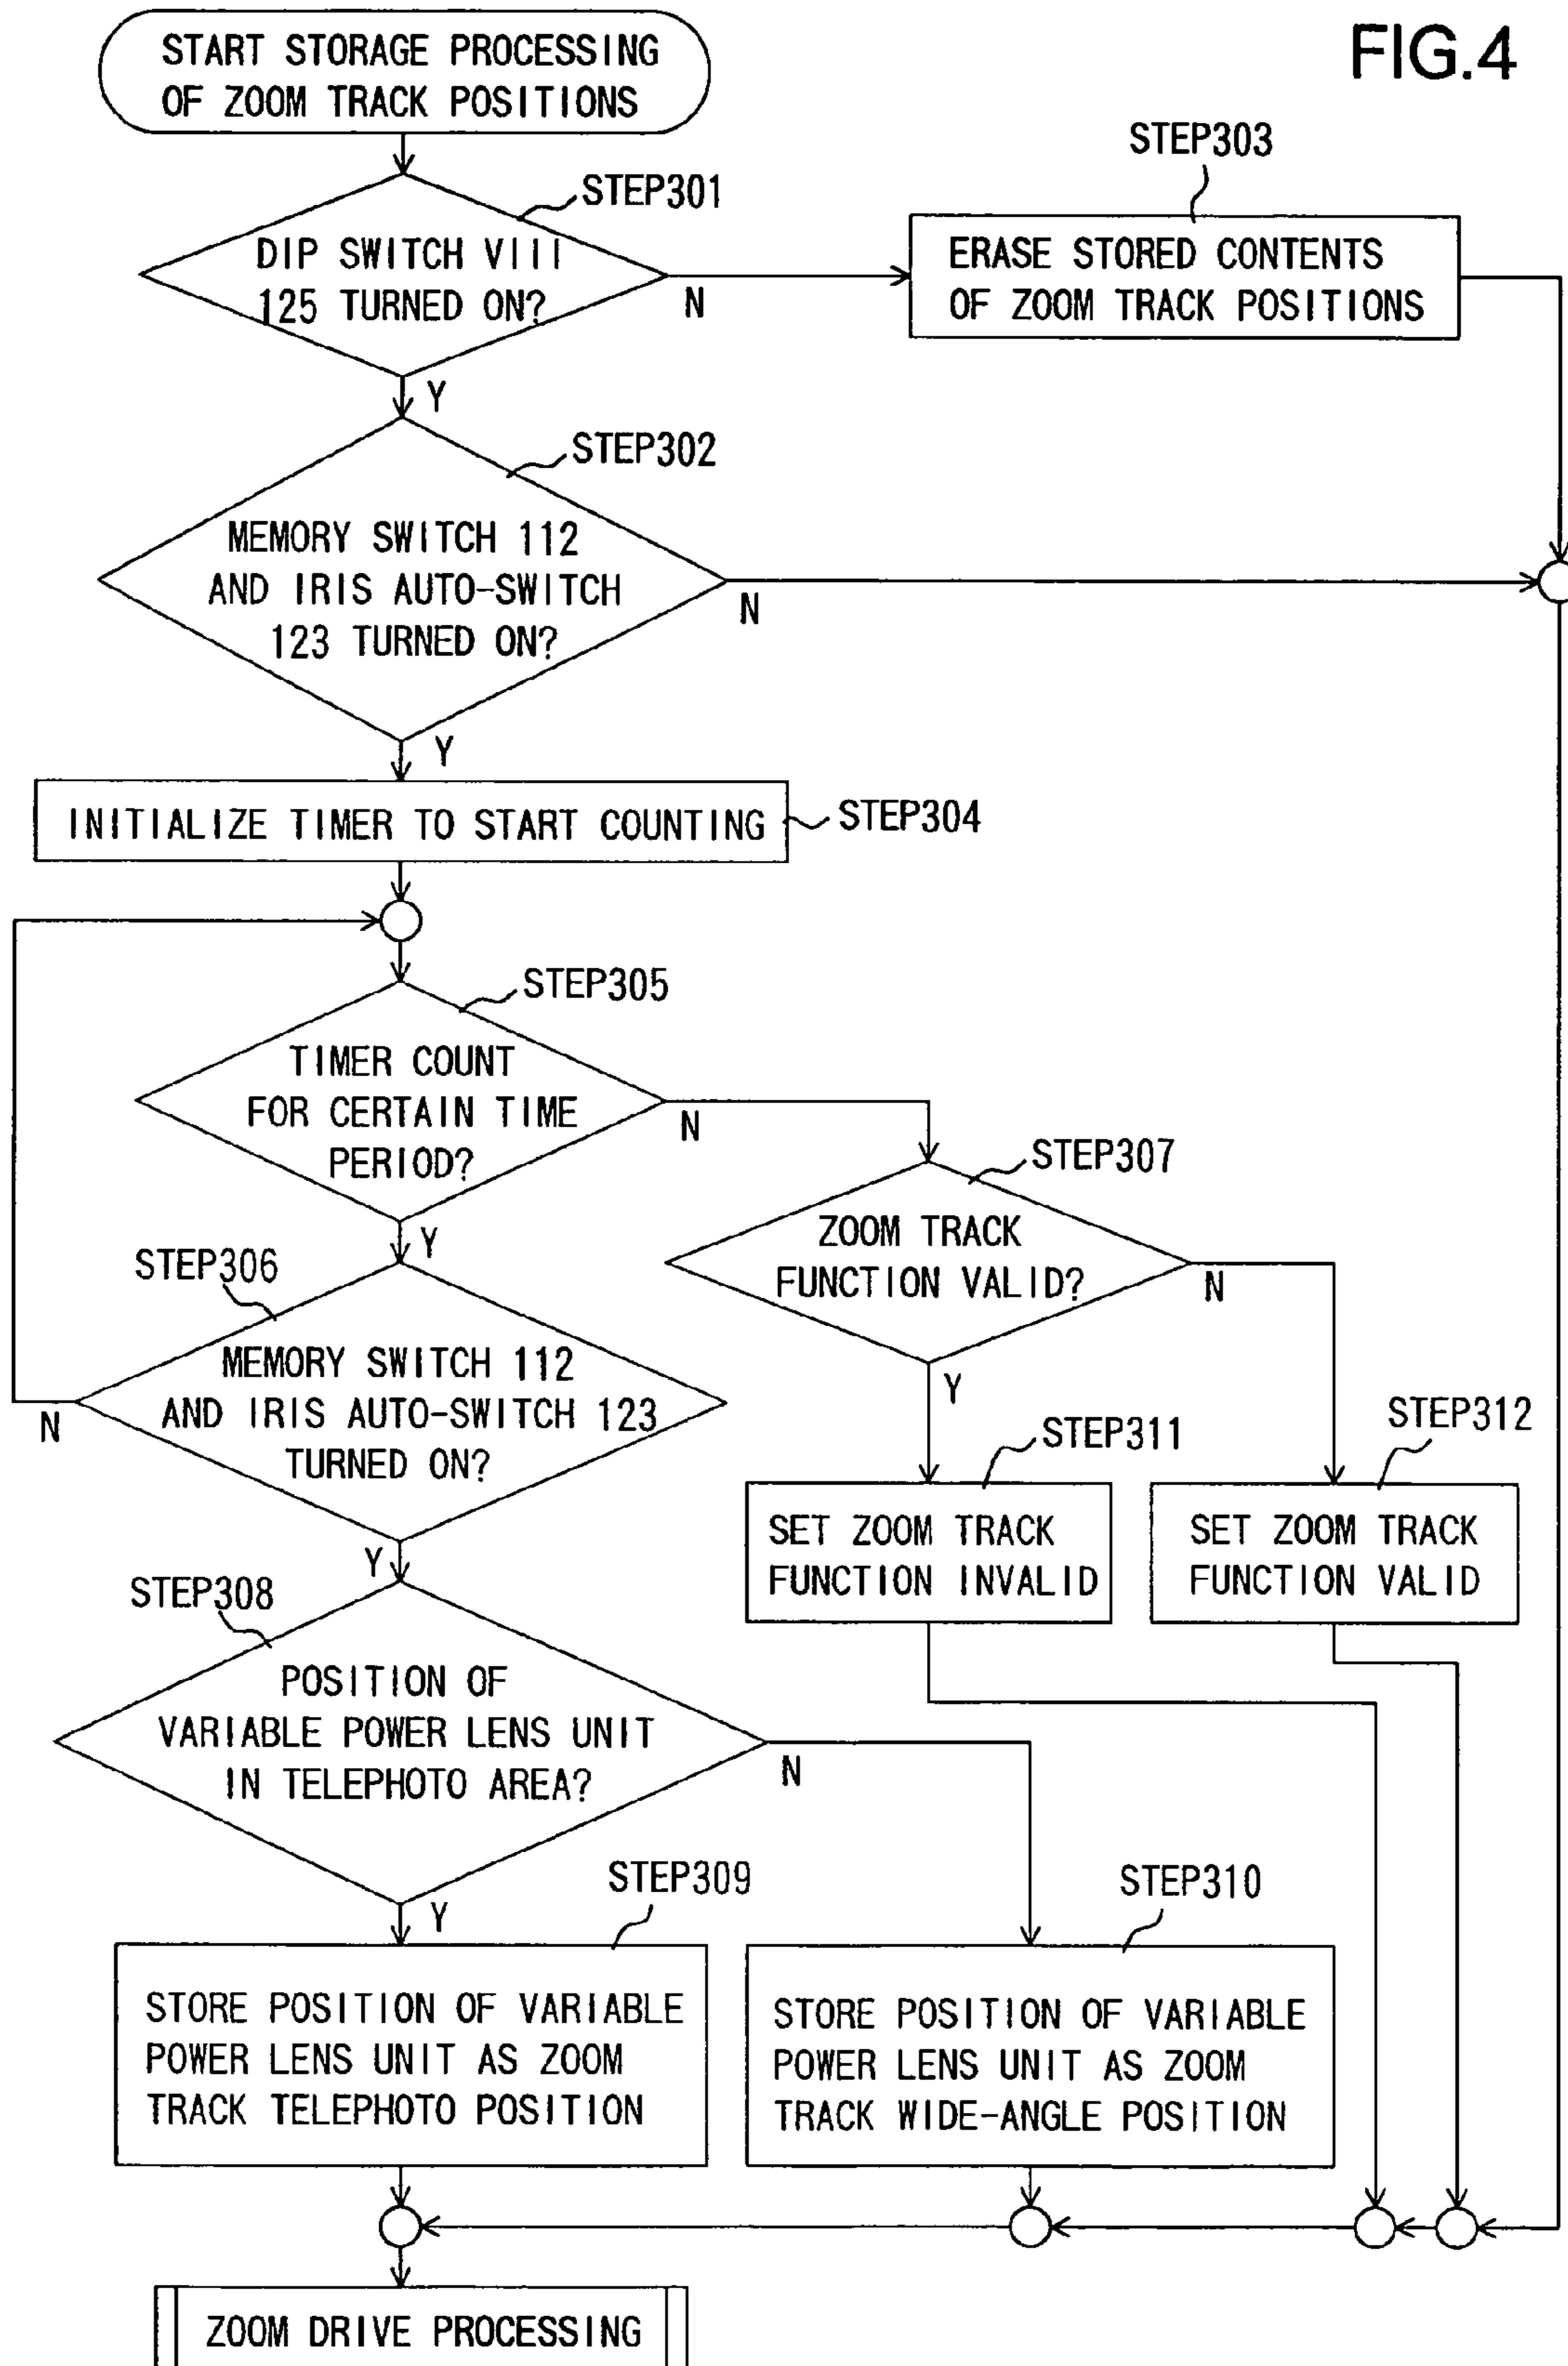 FIG.4
START STORAGE PROCESSING
OF ZOOM TRACK POSITIONS
STEP301
DIP SWITCH VIII
125 TURNED ON?
N
Y
STEP303
ERASE STORED CONTENTS
OF ZOOM TRACK POSITIONS
STEP302
MEMORY SWITCH 112
AND IRIS AUTO-SWITCH
123 TURNED ON?
N
Y
INITIALIZE TIMER TO START COUNTING
STEP304
STEP305
TIMER COUNT
FOR CERTAIN TIME
PERIOD?
N
Y
STEP307
ZOOM TRACK
FUNCTION VALID?
N
Y
STEP306
MEMORY SWITCH 112
AND IRIS AUTO-SWITCH 123
TURNED ON?
N
Y
STEP311
SET ZOOM TRACK
FUNCTION INVALID
STEP312
SET ZOOM TRACK
FUNCTION VALID
STEP308
POSITION OF
VARIABLE POWER LENS UNIT
IN TELEPHOTO AREA?
N
Y
STEP309
STORE POSITION OF VARIABLE
POWER LENS UNIT AS ZOOM
TRACK TELEPHOTO POSITION
STEP310
STORE POSITION OF VARIABLE
POWER LENS UNIT AS ZOOM
TRACK WIDE-ANGLE POSITION
ZOOM DRIVE PROCESSING